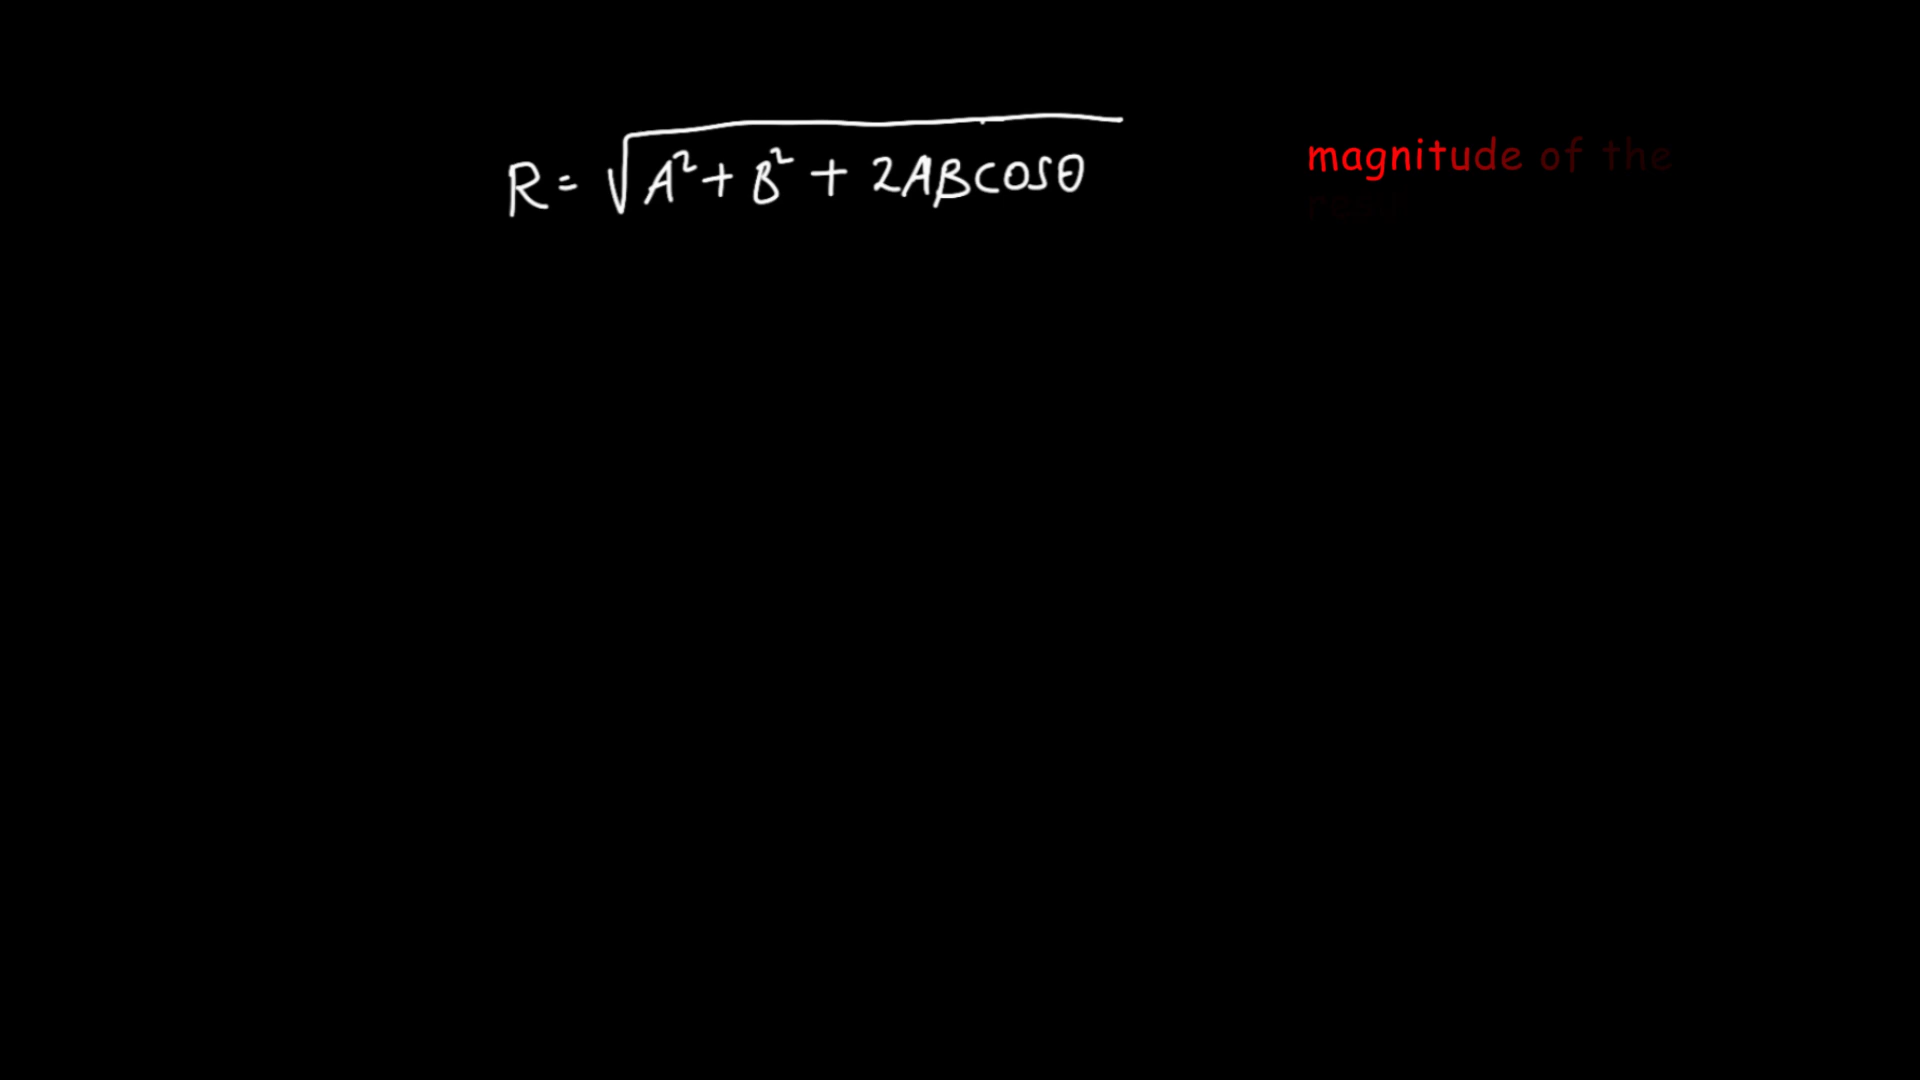 R = √A² + B² + 2ABcosθ
magnitude of the